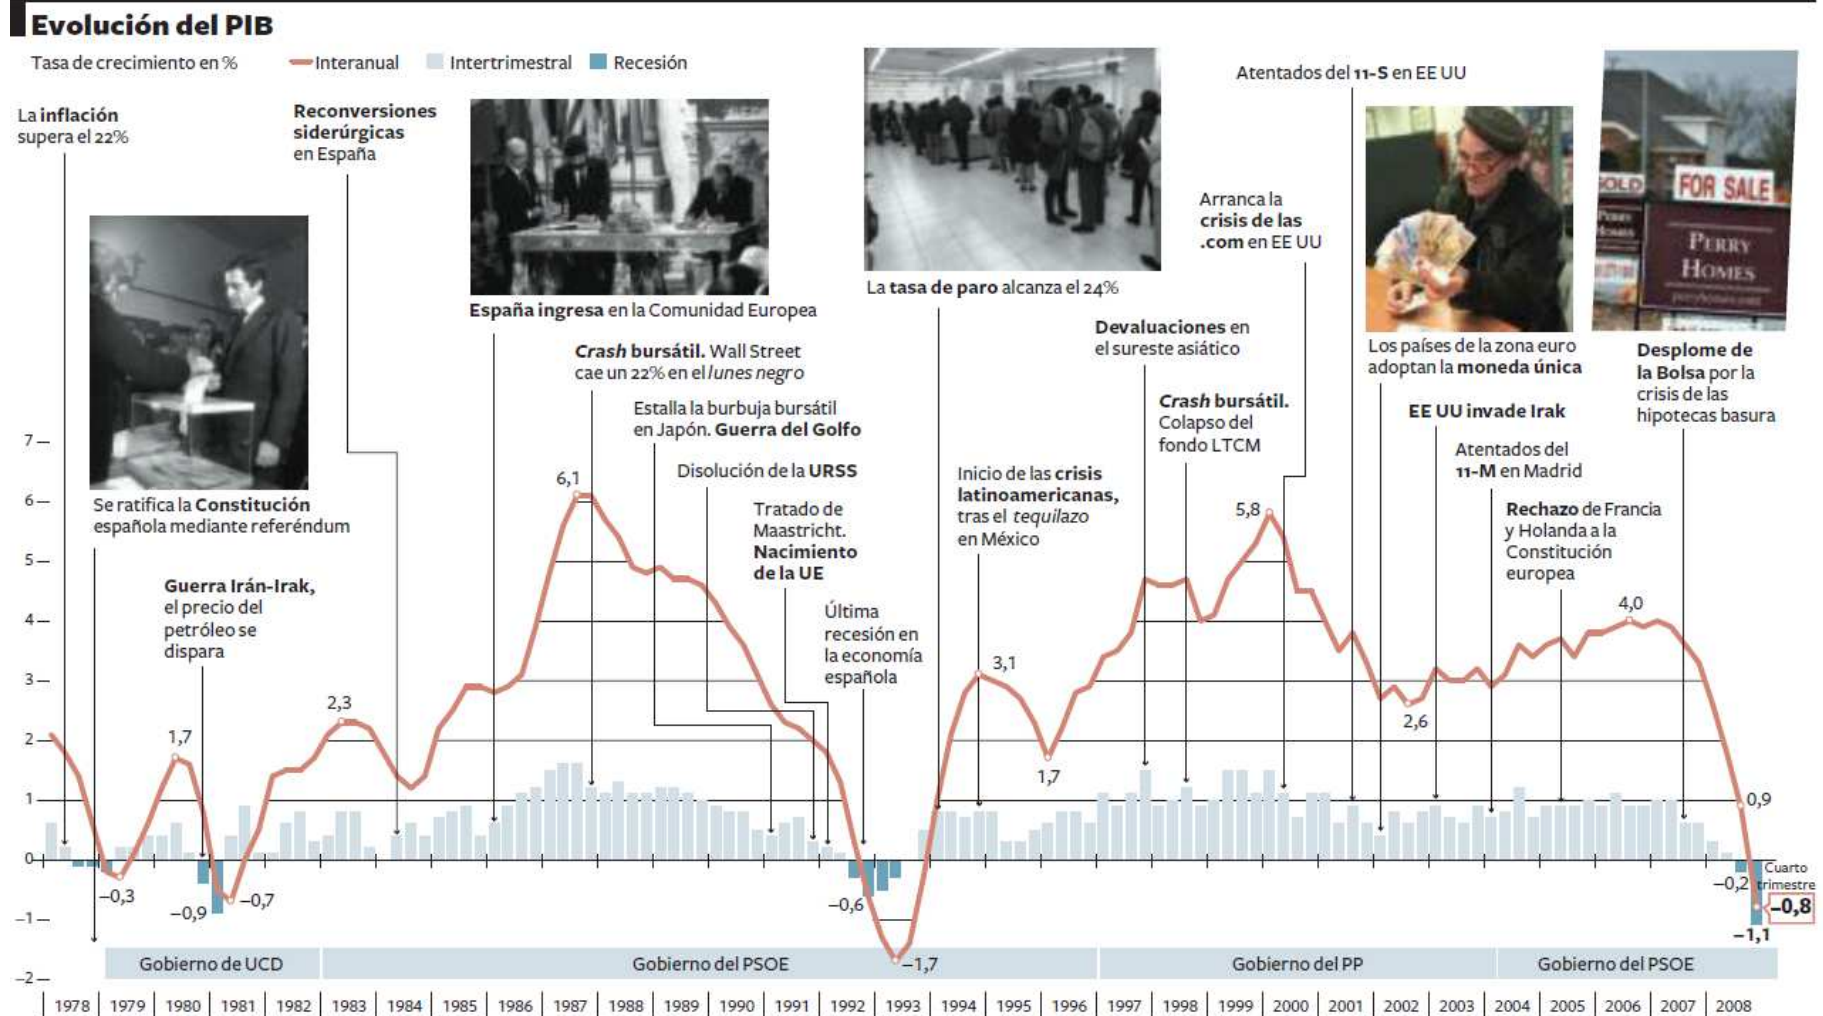 Evolución del PIB
Tasa de crecimiento en %
Interanual
Intertrimestral
Recesión
La inflación
supera el 22%
Reconversiones
siderúrgicas
en España
Se ratifica la Constitución
española mediante referéndum
Guerra Irán-Irak,
el precio del
petróleo se
dispara
España ingresa en la Comunidad Europea
Crash bursátil. Wall Street
cae un 22% en el lunes negro
Estalla la burbuja bursátil
en Japón. Guerra del Golfo
Disolución de la URSS
Tratado de
Maastricht.
Nacimiento
de la UE
Última
recesión en
la economía
española
La tasa de paro alcanza el 24%
Inicio de las crisis
latinoamericanas,
tras el tequilazo
en México
Devaluaciones en
el sureste asiático
Crash bursátil.
Colapso del
fondo LTCM
Arranca la
crisis de las
.com en EE UU
Atentados del 11-S en EE UU
Los países de la zona euro
adoptan la moneda única
EE UU invade Irak
Atentados del
11-M en Madrid
Rechazo de Francia
y Holanda a la
Constitución
europea
SOLD
FOR SALE
PERRY
HOMES
Desplome de
la Bolsa por la
crisis de las
hipotecas basura
7
6
5
4
3
2
1
0
−1
−2
−0,3
1,7
−0,9
−0,7
2,3
6,1
−0,6
−1,7
3,1
1,7
5,8
2,6
4,0
0,9
−0,2
Cuarto
trimestre
−0,8
−1,1
Gobierno de UCD
Gobierno del PSOE
Gobierno del PP
Gobierno del PSOE
1978 1979 1980 1981 1982 1983 1984 1985 1986 1987 1988 1989 1990 1991 1992 1993 1994 1995 1996 1997 1998 1999 2000 2001 2002 2003 2004 2005 2006 2007 2008